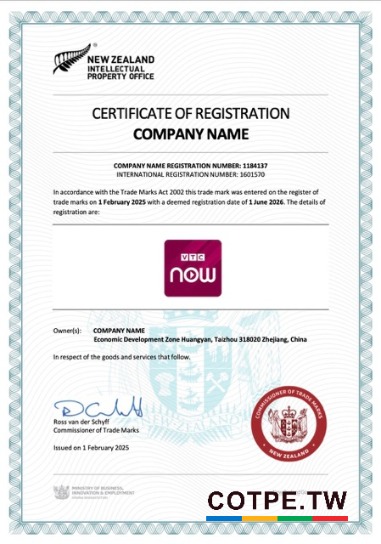 NEW ZEALAND
INTELLECTUAL
PROPERTY OFFICE
CERTIFICATE OF REGISTRATION
COMPANY NAME
COMPANY NAME REGISTRATION NUMBER: 1184137
INTERNATIONAL REGISTRATION NUMBER: 1601570
In accordance with the Trade Marks Act 2002 this trade mark was entered on the register of
trade marks on 1 February 2025 with a deemed registration date of 1 June 2026. The details of
registration are:
VTC
now
Owner(s): COMPANY NAME
Economic Development Zone Huangyan, Taizhou 318020 Zhejiang, China
In respect of the goods and services that follow.
NEW ZEALAND
Ross van der Schyff
Commissioner of Trade Marks
COMMISSIONER OF TRADE MARKS
NEW ZEALAND
Issued on 1 February 2025
MINISTRY OF BUSINESS,
INNOVATION & EMPLOYMENT
COTPE.TW